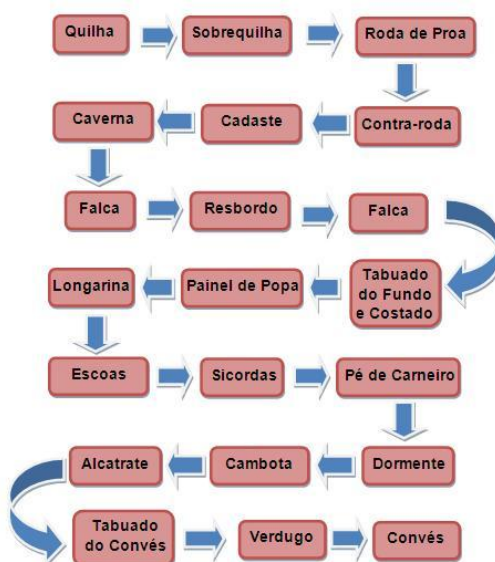 Quilha
Sobrequilha
Roda de Proa
Contra-roda
Cadaste
Caverna
Falca
Resbordo
Falca
Tabuado
do Fundo
e Costado
Painel de Popa
Longarina
Escoas
Sicordas
Pé de Carneiro
Dormente
Cambota
Alcatrate
Tabuado
do Convés
Verdugo
Convés